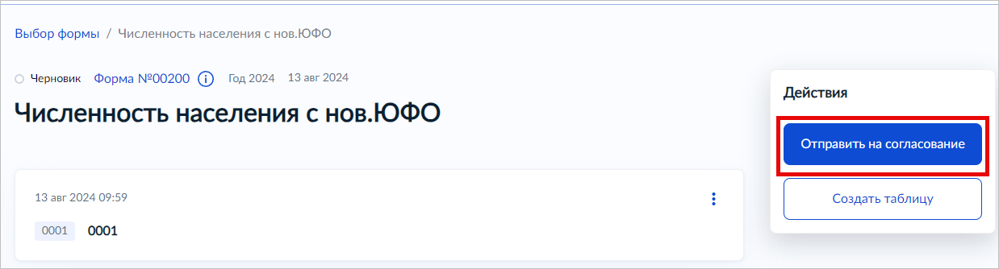 Выбор формы / Численность населения с нов.ЮФО
Черновик Форма №00200 Год 2024 13 авг 2024
Численность населения с нов.ЮФО
13 авг 2024 09:59
0001 0001
Действия
Отправить на согласование
Создать таблицу